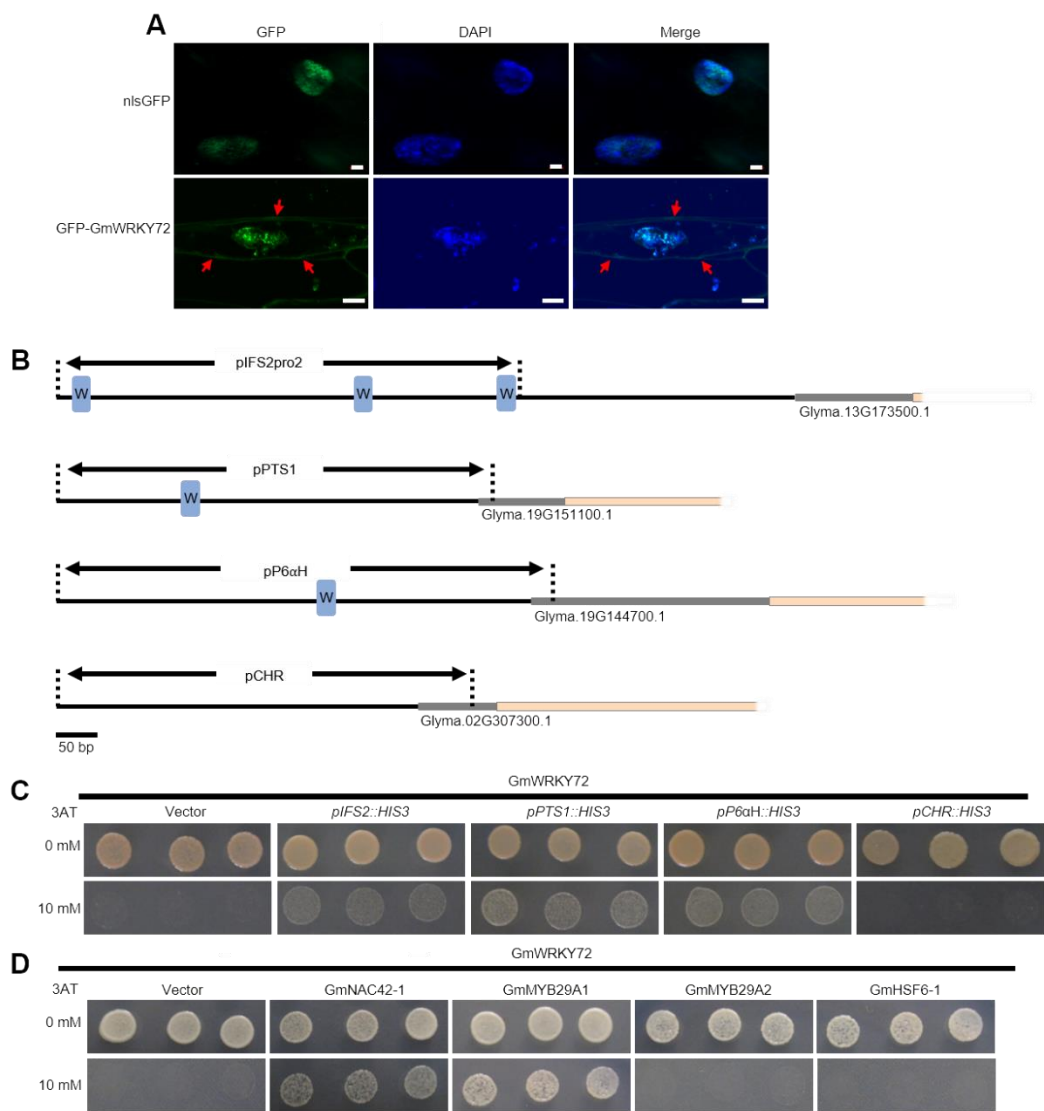 A
GFP DAPI Merge
nlsGFP
GFP-GmWRKY72
B
pIFS2pro2
W W W
Glyma.13G173500.1
pPTS1
W
Glyma.19G151100.1
pP6αH
W
Glyma.19G144700.1
pCHR
Glyma.02G307300.1
50 bp
C
GmWRKY72
3AT Vector pIFS2::HIS3 pPTS1::HIS3 pP6αH::HIS3 pCHR::HIS3
0 mM
10 mM
D
GmWRKY72
3AT Vector GmNAC42-1 GmMYB29A1 GmMYB29A2 GmHSF6-1
0 mM
10 mM